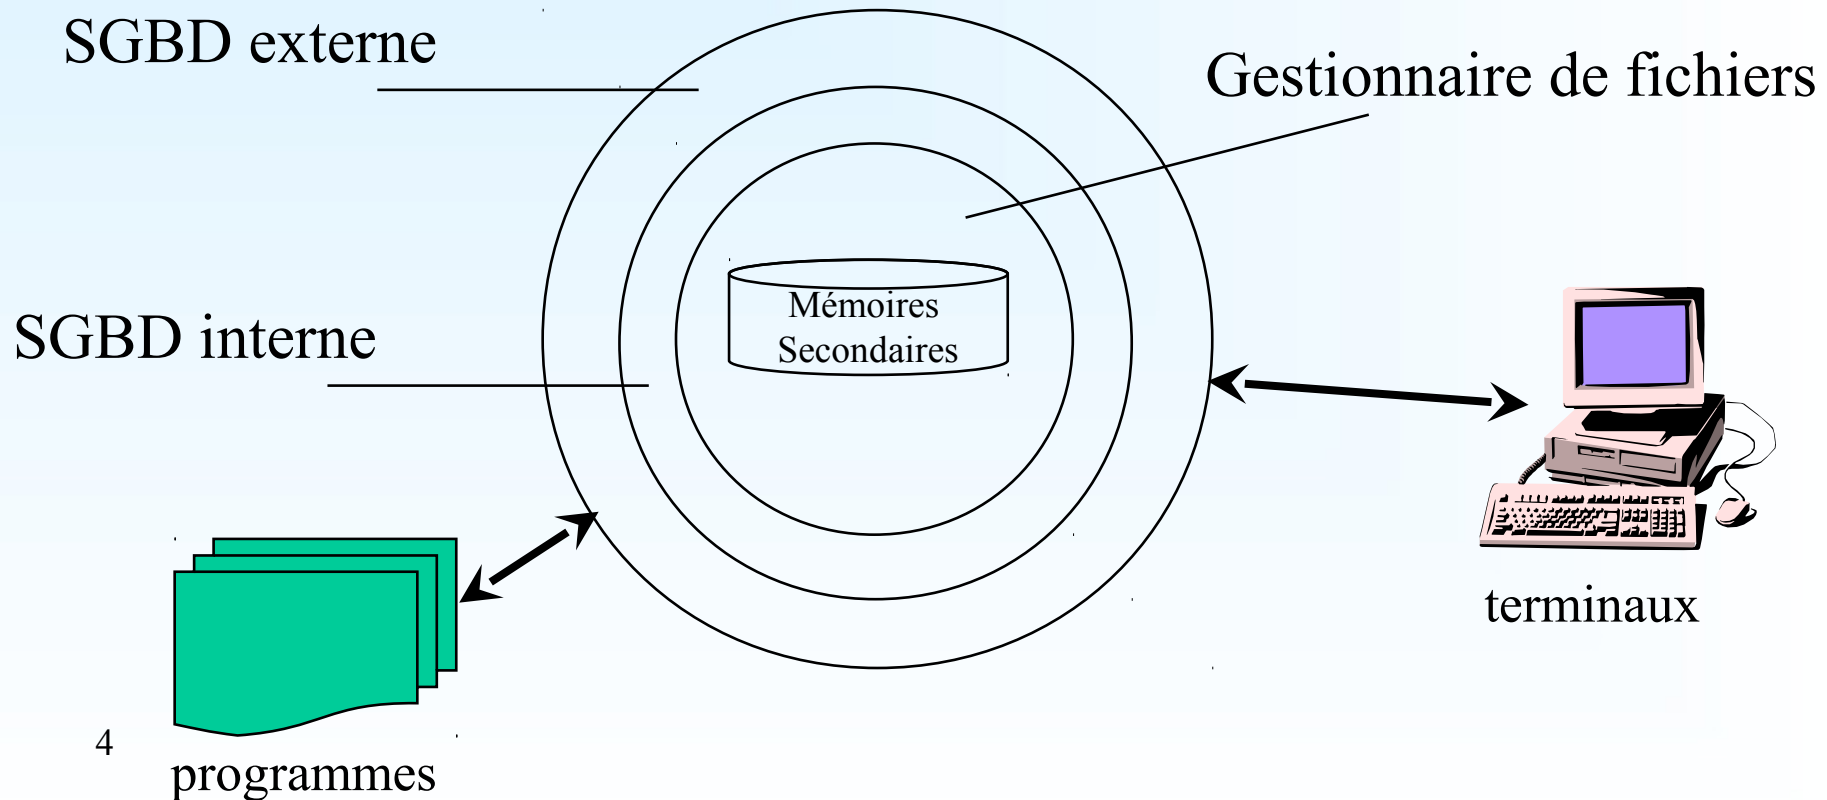 SGBD externe
Gestionnaire de fichiers
Mémoires
Secondaires
SGBD interne
terminaux
4
programmes